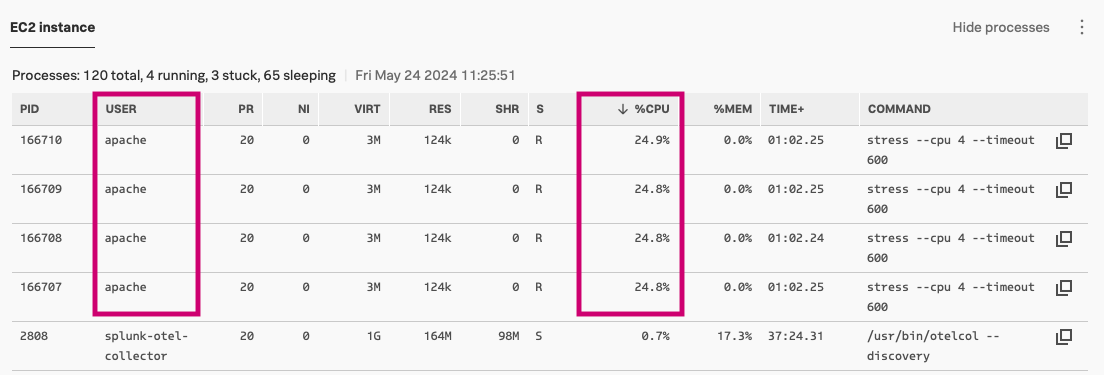 EC2 instance
Hide processes
Processes: 120 total, 4 running, 3 stuck, 65 sleeping | Fri May 24 2024 11:25:51
PID USER PR NI VIRT RES SHR S ↓ %CPU %MEM TIME+ COMMAND
166710 apache 20 0 3M 124k 0 R 24.9% 0.0% 01:02.25 stress --cpu 4 --timeout
600
166709 apache 20 0 3M 124k 0 R 24.8% 0.0% 01:02.25 stress --cpu 4 --timeout
600
166708 apache 20 0 3M 124k 0 R 24.8% 0.0% 01:02.24 stress --cpu 4 --timeout
600
166707 apache 20 0 3M 124k 0 R 24.8% 0.0% 01:02.25 stress --cpu 4 --timeout
600
2808 splunk-otel- 20 0 1G 164M 98M S 0.7% 17.3% 37:24.31 /usr/bin/otelcol --
collector discovery